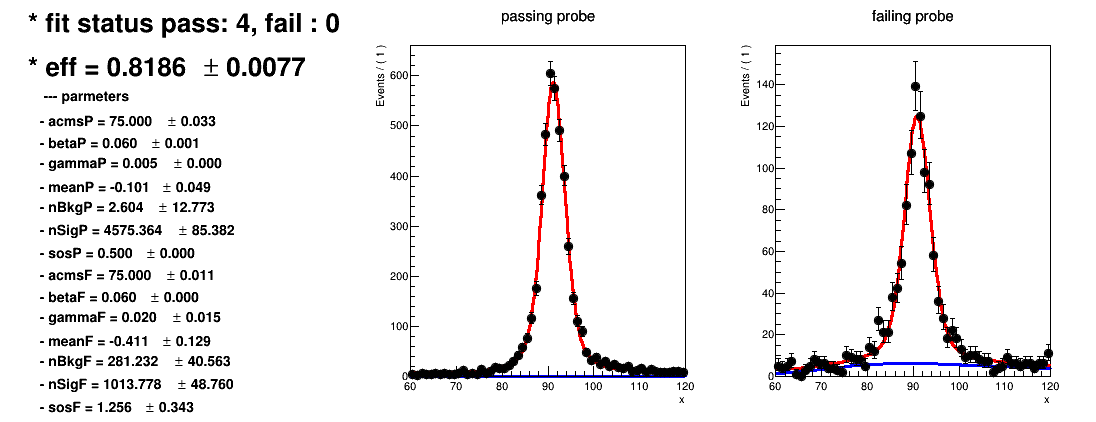 * fit status pass: 4, fail : 0
* eff = 0.8186 ± 0.0077
--- parmeters
- acmsP = 75.000 ± 0.033
- betaP = 0.060 ± 0.001
- gammaP = 0.005 ± 0.000
- meanP = -0.101 ± 0.049
- nBkgP = 2.604 ± 12.773
- nSigP = 4575.364 ± 85.382
- sosP = 0.500 ± 0.000
- acmsF = 75.000 ± 0.011
- betaF = 0.060 ± 0.000
- gammaF = 0.020 ± 0.015
- meanF = -0.411 ± 0.129
- nBkgF = 281.232 ± 40.563
- nSigF = 1013.778 ± 48.760
- sosF = 1.256 ± 0.343
passing probe
Events / ( 1 )
600
500
400
300
200
100
0
60 70 80 90 100 110 120
x
failing probe
Events / ( 1 )
140
120
100
80
60
40
20
0
60 70 80 90 100 110 120
x